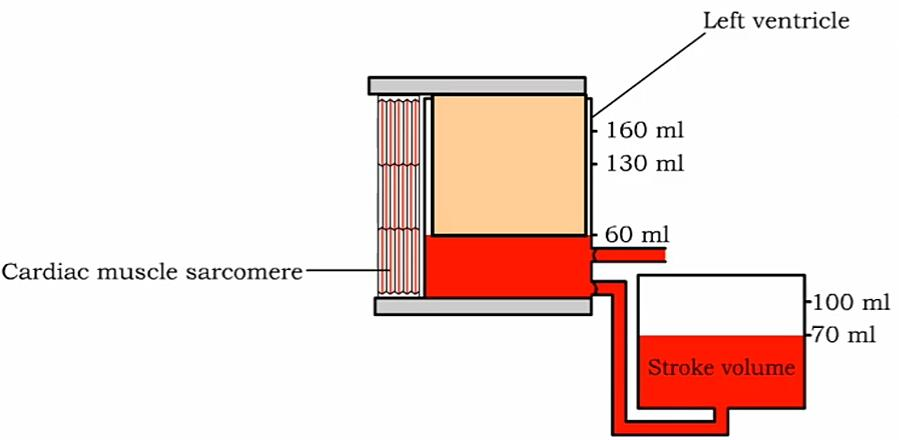 Left ventricle
160 ml
130 ml
60 ml
Cardiac muscle sarcomere
100 ml
70 ml
Stroke volume